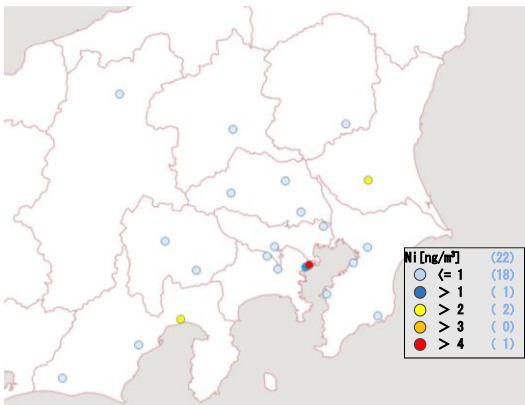 Ni[ng/m³] (22)
<= 1 (18)
> 1 ( 1)
> 2 ( 2)
> 3 ( 0)
> 4 ( 1)